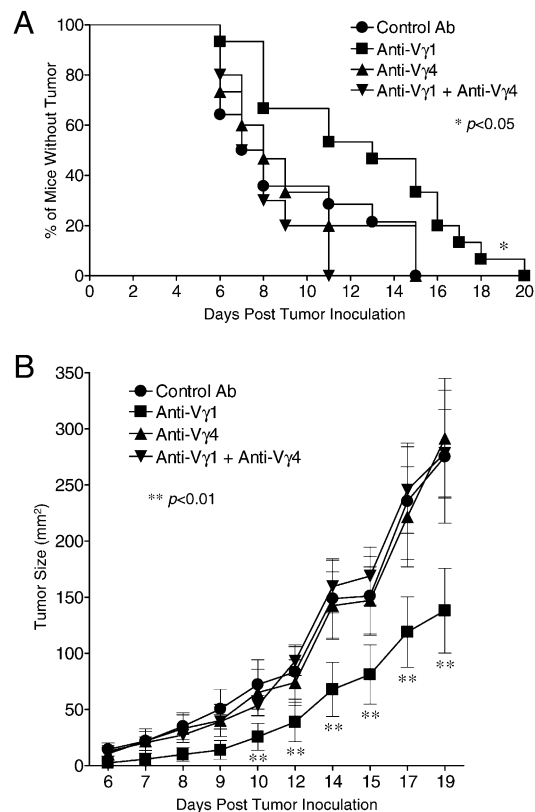 A
Control Ab
Anti-Vγ1
Anti-Vγ4
Anti-Vγ1 + Anti-Vγ4
* p<0.05
% of Mice Without Tumor
100
80
60
40
20
0
*
0 2 4 6 8 10 12 14 16 18 20
Days Post Tumor Inoculation
B
Control Ab
Anti-Vγ1
Anti-Vγ4
Anti-Vγ1 + Anti-Vγ4
** p<0.01
Tumor Size (mm²)
350
300
250
200
150
100
50
0
** ** ** ** ** **
6 7 8 9 10 12 14 15 17 19
Days Post Tumor Inoculation